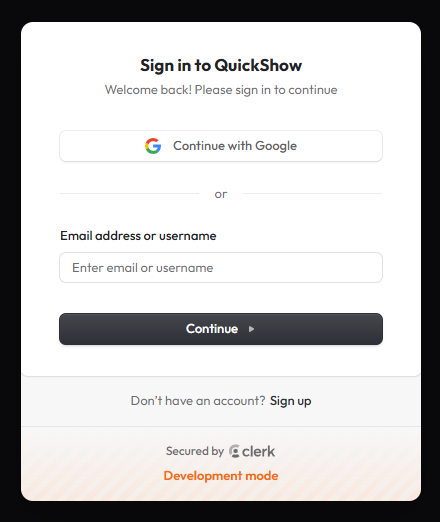 Sign in to QuickShow
Welcome back! Please sign in to continue
Continue with Google
or
Email address or username
Enter email or username
Continue
Don’t have an account? Sign up
Secured by clerk
Development mode